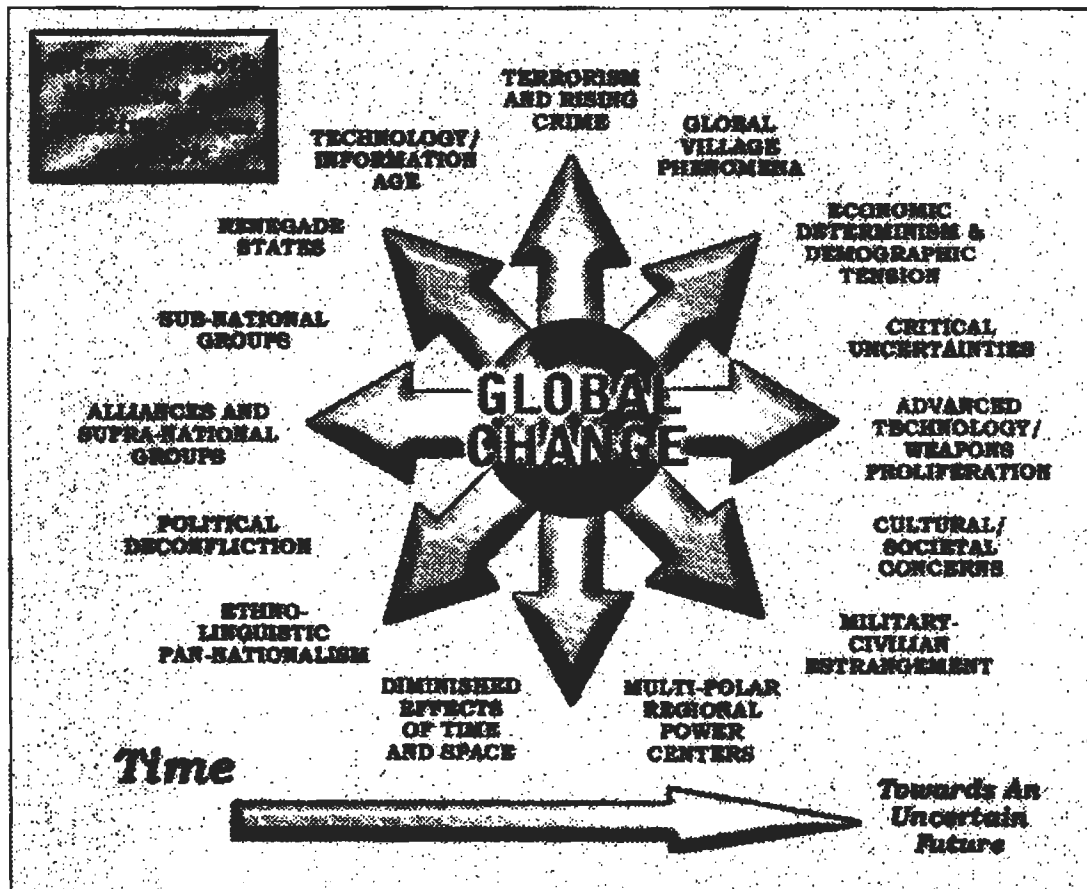 TERRORISM
AND RISING
CRIME
GLOBAL
VILLAGE
PHENOMENA
TECHNOLOGY/
INFORMATION
AGE
ECONOMIC
DETERMINISM &
DEMOGRAPHIC
TENSION
RENEGADE
STATES
CRITICAL
UNCERTAINTIES
SUB-NATIONAL
GROUPS
GLOBAL
CHANGE
ADVANCED
TECHNOLOGY/
WEAPONS
PROLIFERATION
ALLIANCES AND
SUPRA-NATIONAL
GROUPS
CULTURAL/
SOCIETAL
CONCERNS
POLITICAL
DECONFLICTION
MILITARY-
CIVILIAN
ESTRANGEMENT
ETHNO-
LINGUISTIC
PAN-NATIONALISM
DIMINISHED
EFFECTS
OF TIME
AND SPACE
MULTI-POLAR
REGIONAL
POWER
CENTERS
Time
Towards An
Uncertain
Future